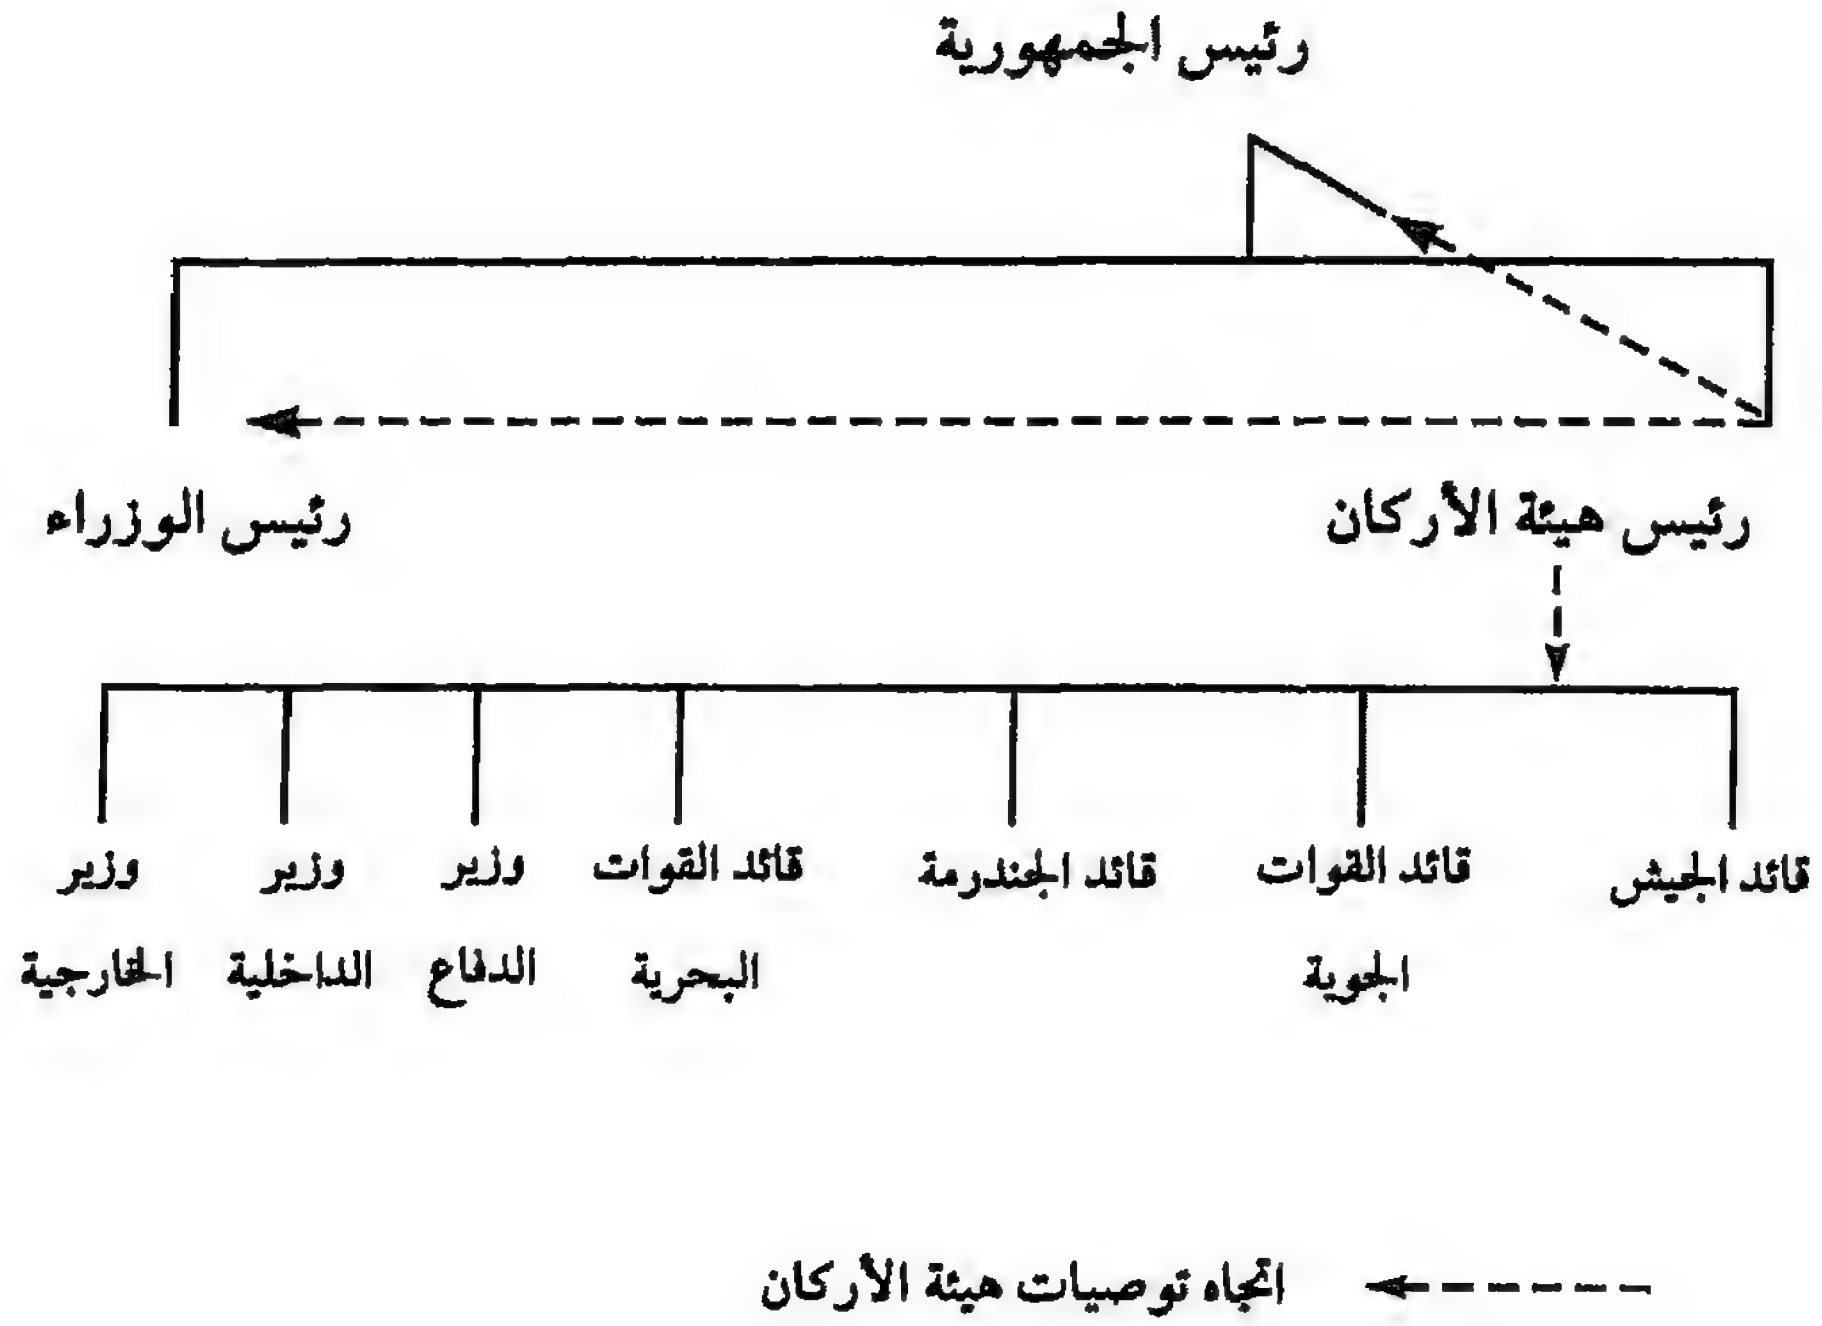 رئيس الجمهورية
رئيس هيئة الأركان
رئيس الوزراء
قائد الجيش
قائد القوات
الجوية
قائد الجندرمة
قائد القوات
البحرية
وزير
الدفاع
وزير
الداخلية
وزير
الخارجية
اتجاه توصيات هيئة الأركان